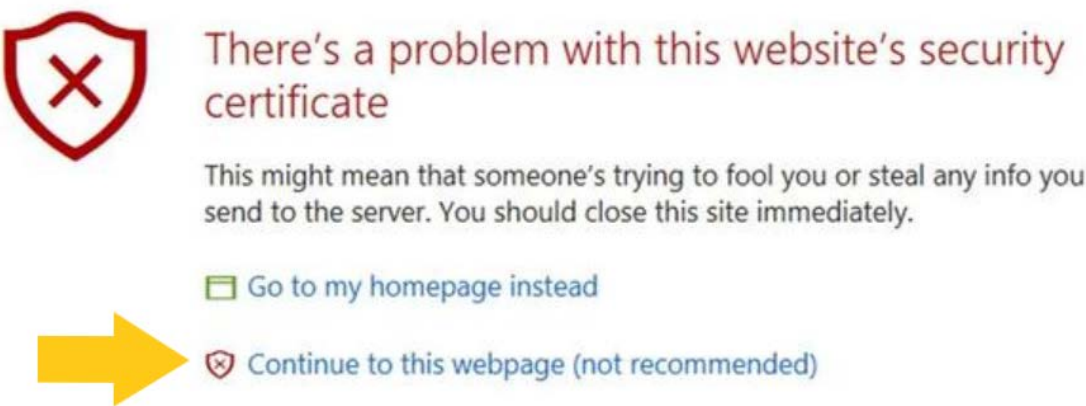 There's a problem with this website's security
certificate
This might mean that someone's trying to fool you or steal any info you
send to the server. You should close this site immediately.
Go to my homepage instead
Continue to this webpage (not recommended)